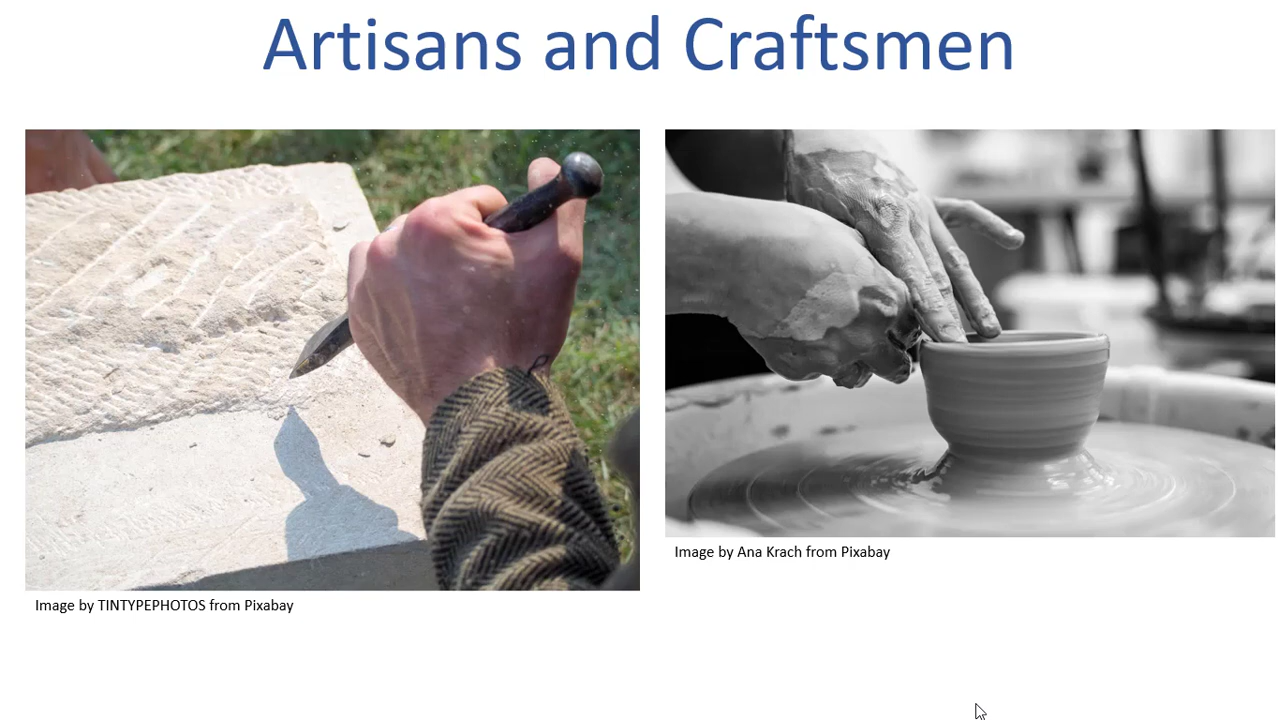 Artisans and Craftsmen
Image by Ana Krach from Pixabay
Image by TINTYPEPHOTOS from Pixabay